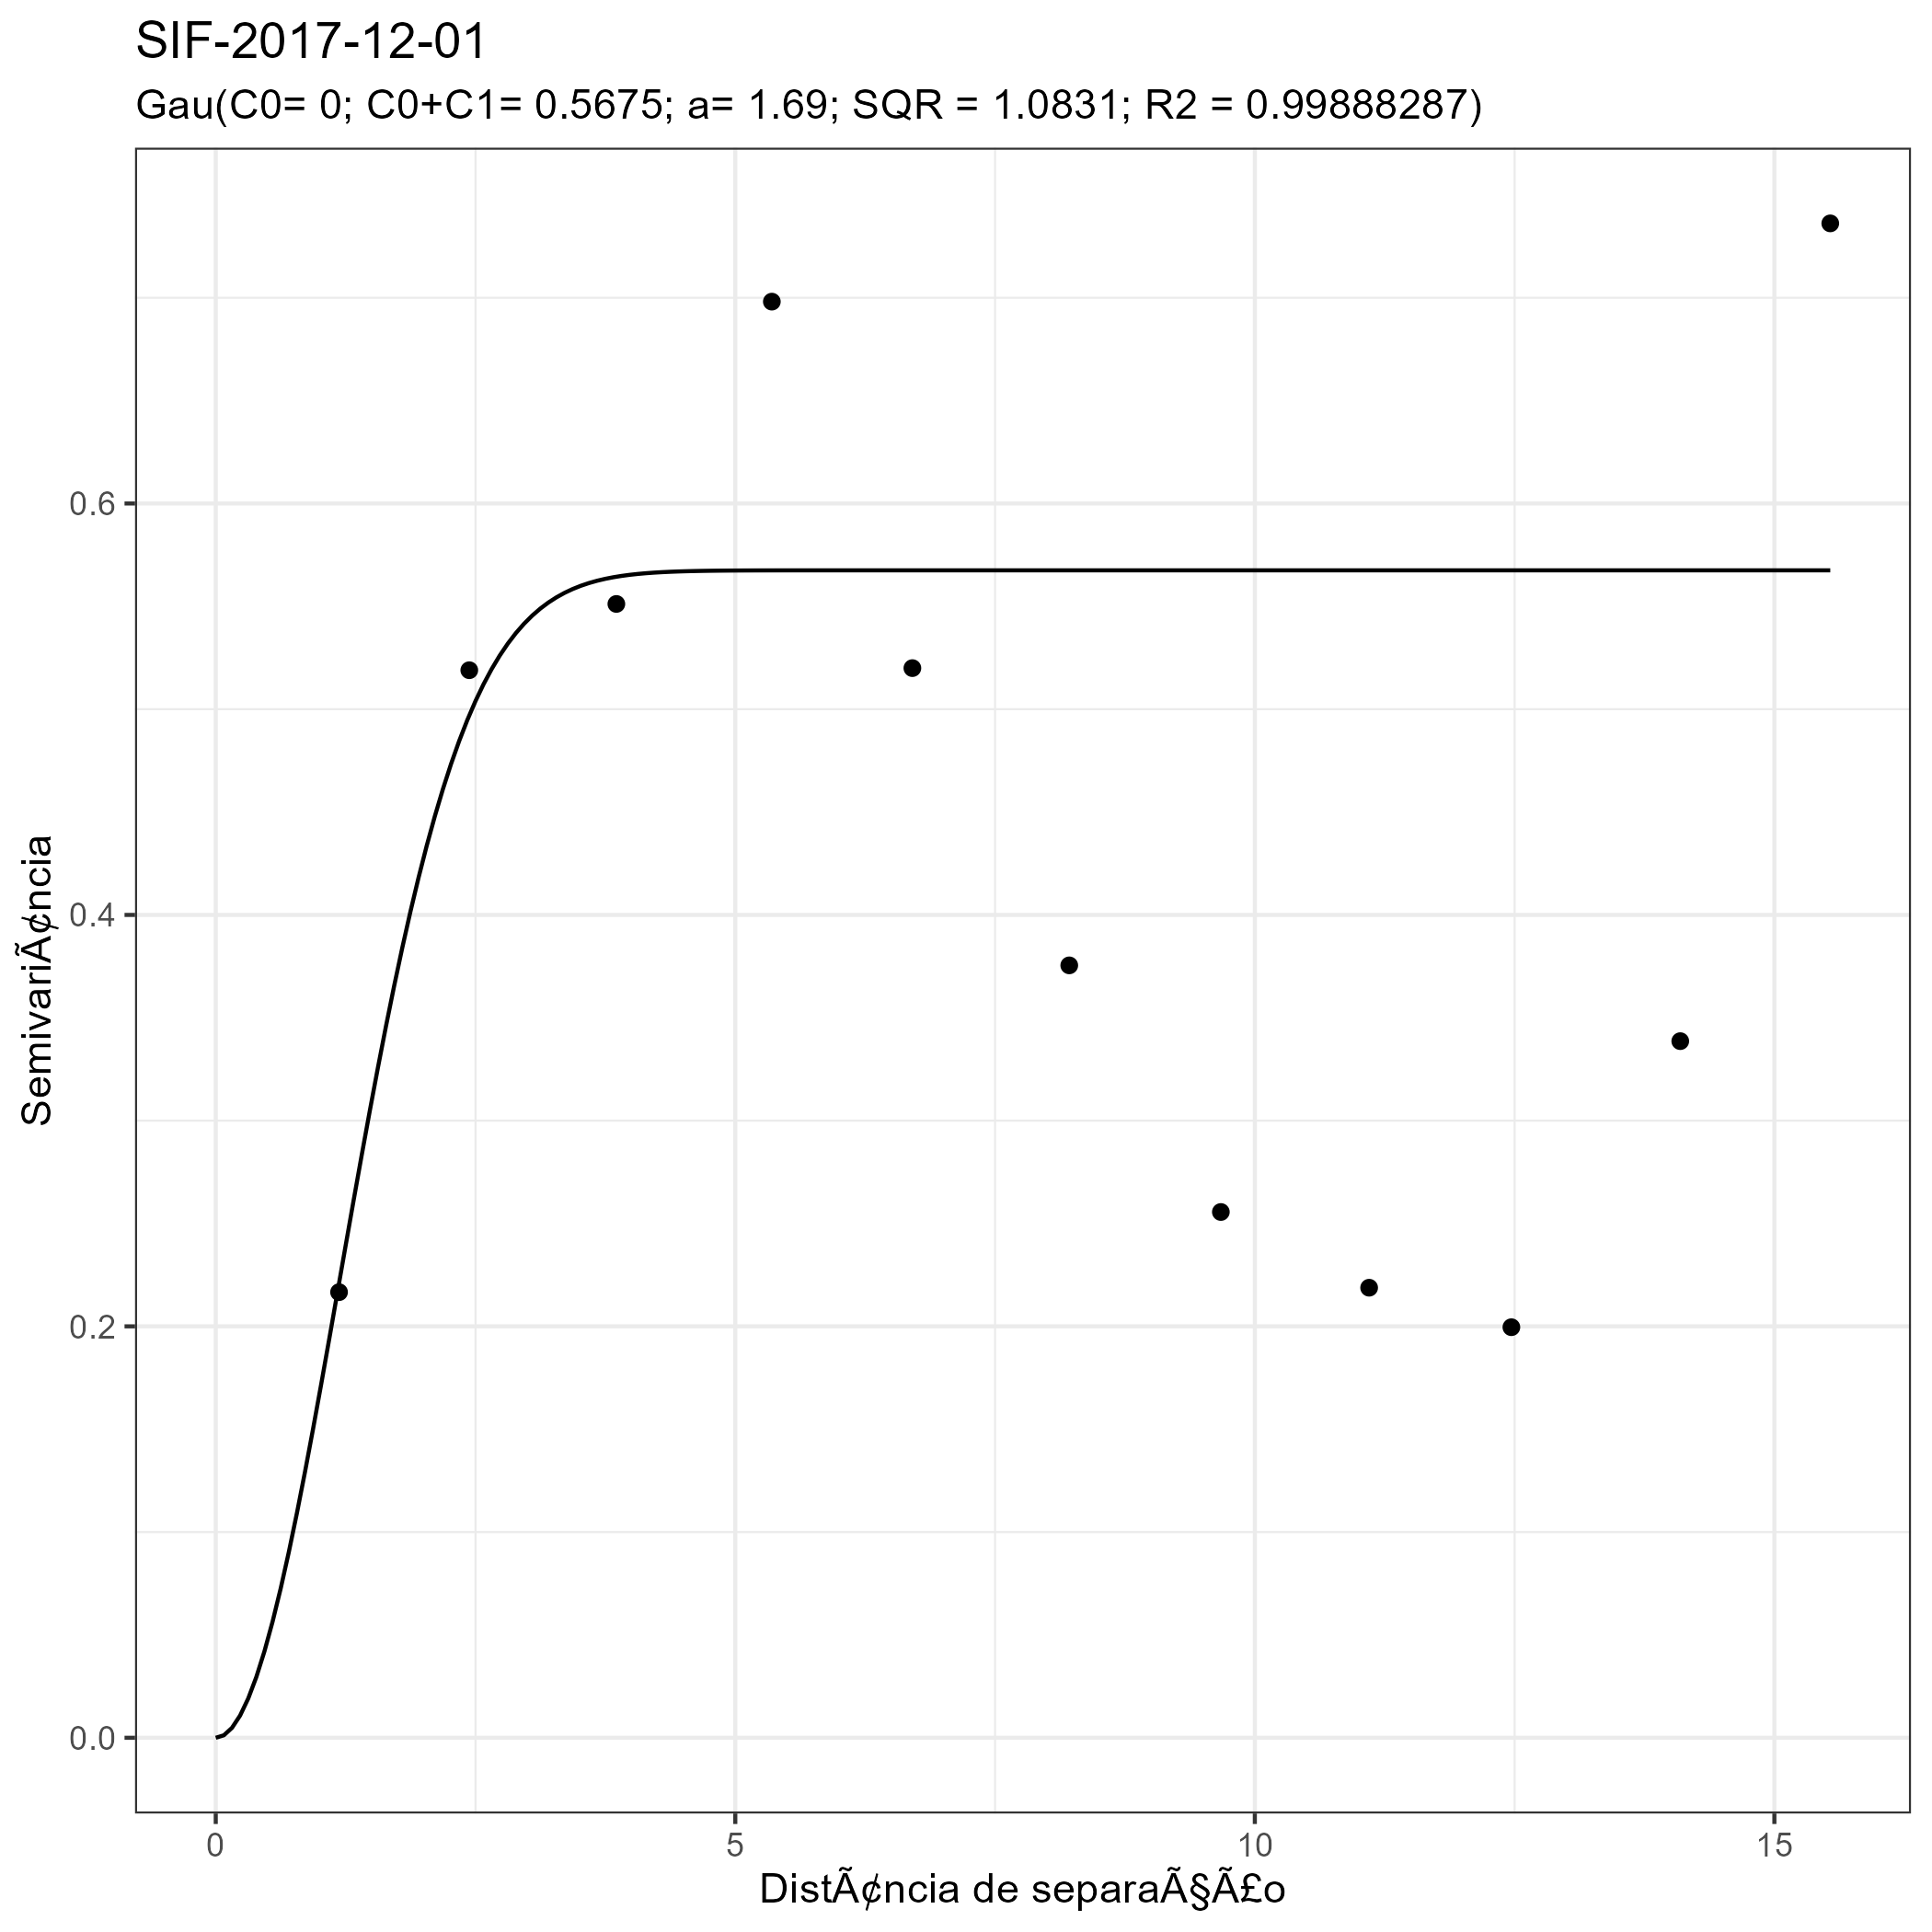 SIF-2017-12-01
Gau(C0= 0; C0+C1= 0.5675; a= 1.69; SQR = 1.0831; R2 = 0.99888287)
SemivariÃ¢ncia
0.6
0.4
0.2
0.0
0 5 10 15
DistÃ¢ncia de separaÃ§Ã£o